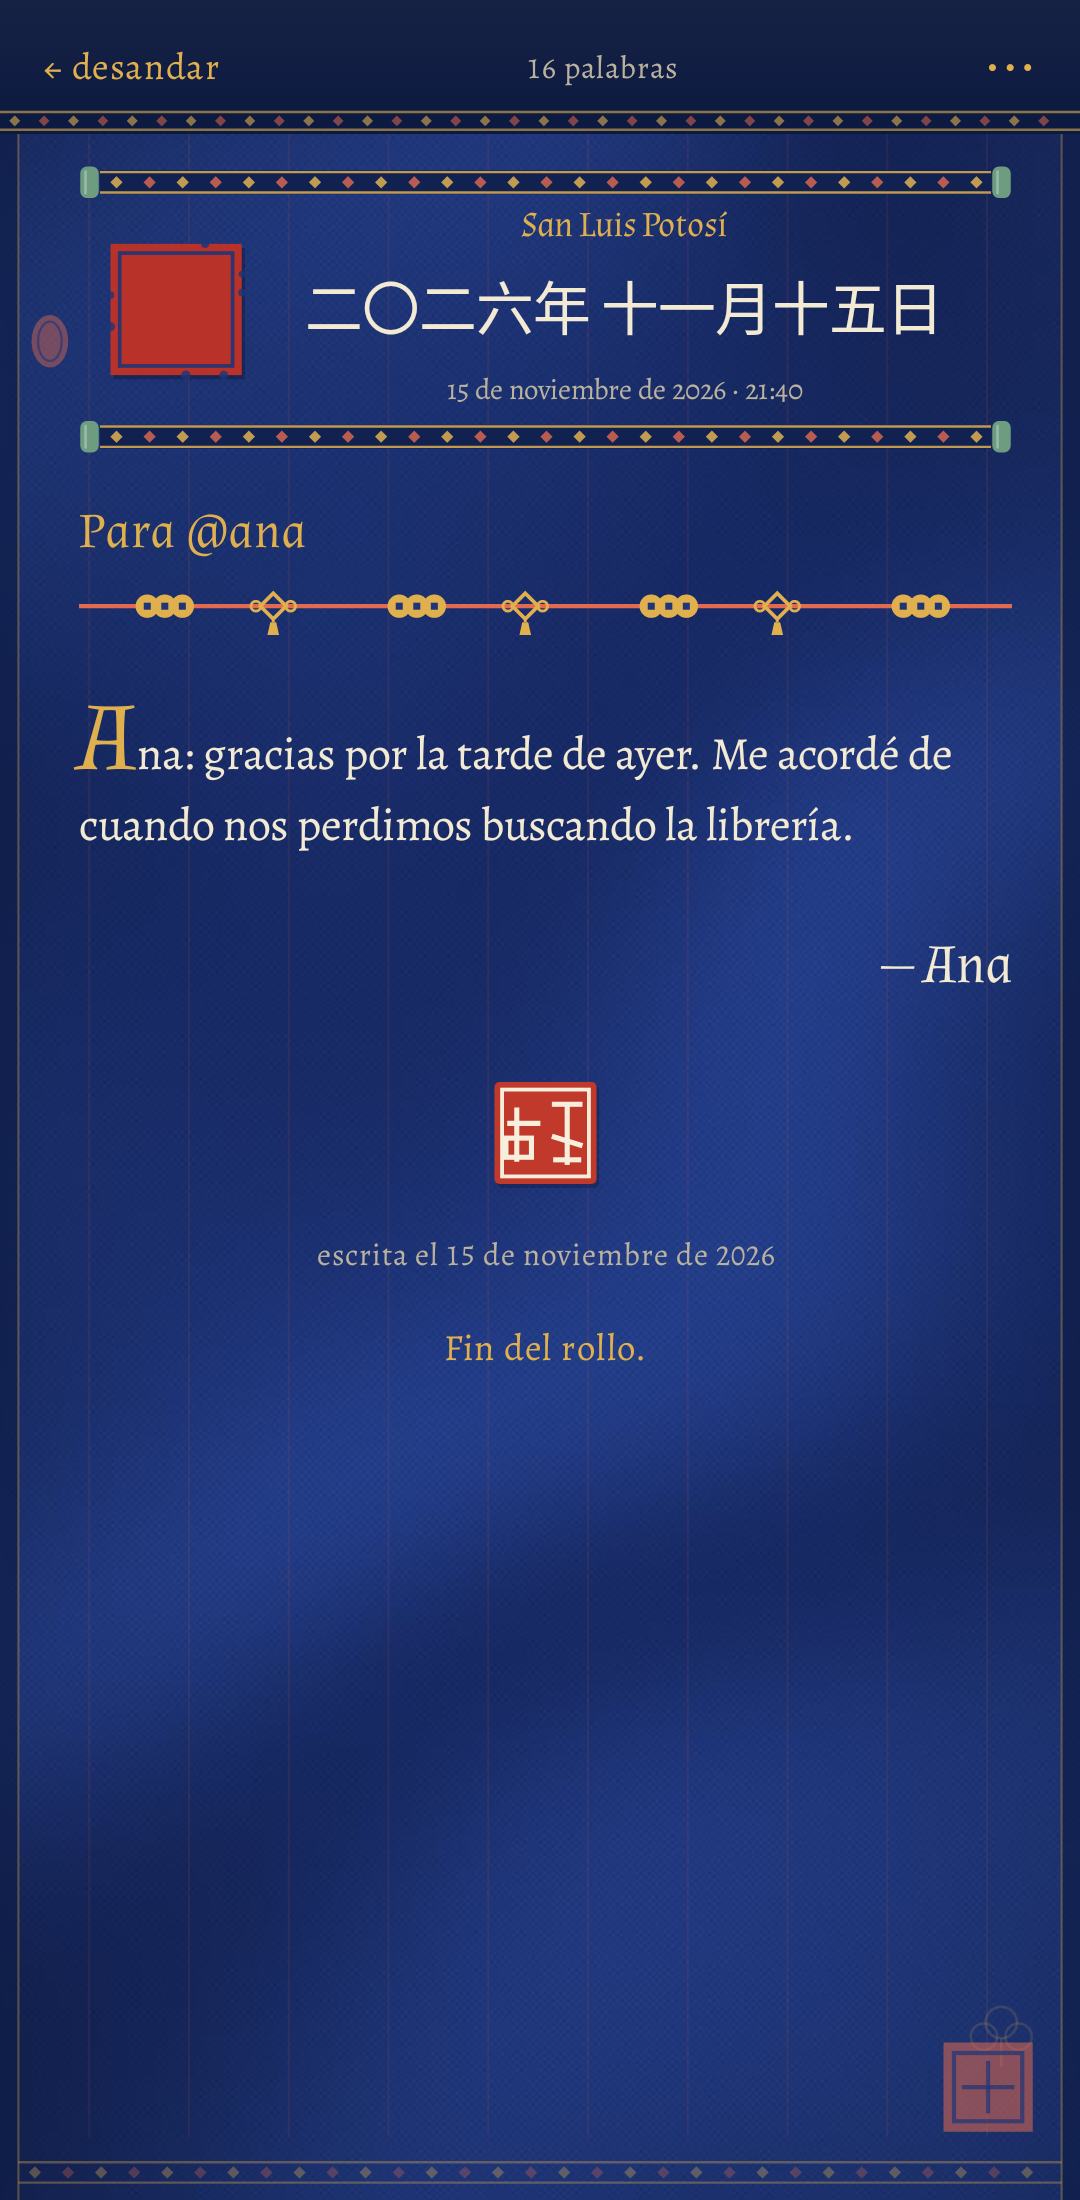 ← desandar
16 palabras
•••
San Luis Potosí
二〇二六年 十一月十五日
15 de noviembre de 2026 · 21:40
Para @ana
Ana: gracias por la tarde de ayer. Me acordé de
cuando nos perdimos buscando la librería.
— Ana
escrita el 15 de noviembre de 2026
Fin del rollo.